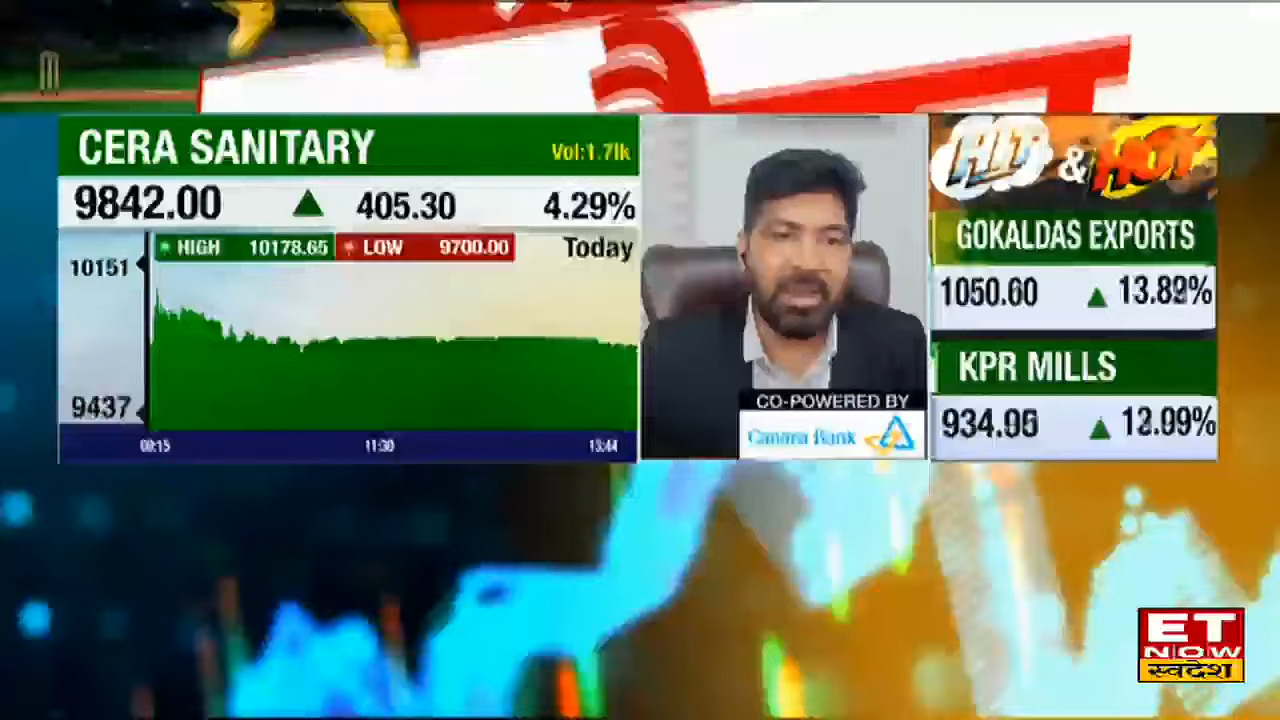 CERA SANITARY
Vol:1.7lk
9842.00 ▲ 405.30 4.29%
HIGH 10178.65 LOW 9700.00 Today
10151
9437
09:15 11:30 13:44
CO-POWERED BY
Canara Bank
HIT & HOT
GOKALDAS EXPORTS
1050.60 ▲
KPR MILLS
▲
ET
NOW
स्वदेश